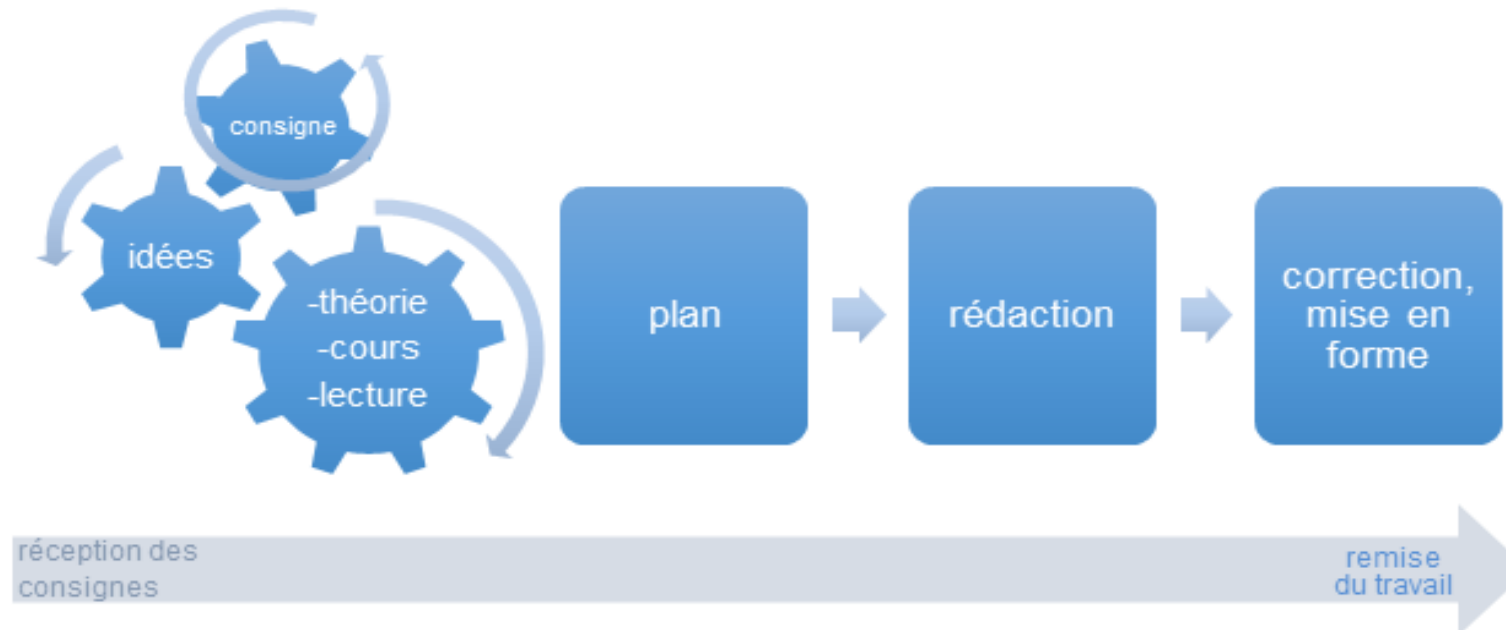 consigne
idées
-théorie
-cours
-lecture
plan
rédaction
correction,
mise en
forme
réception des
consignes
remise
du travail